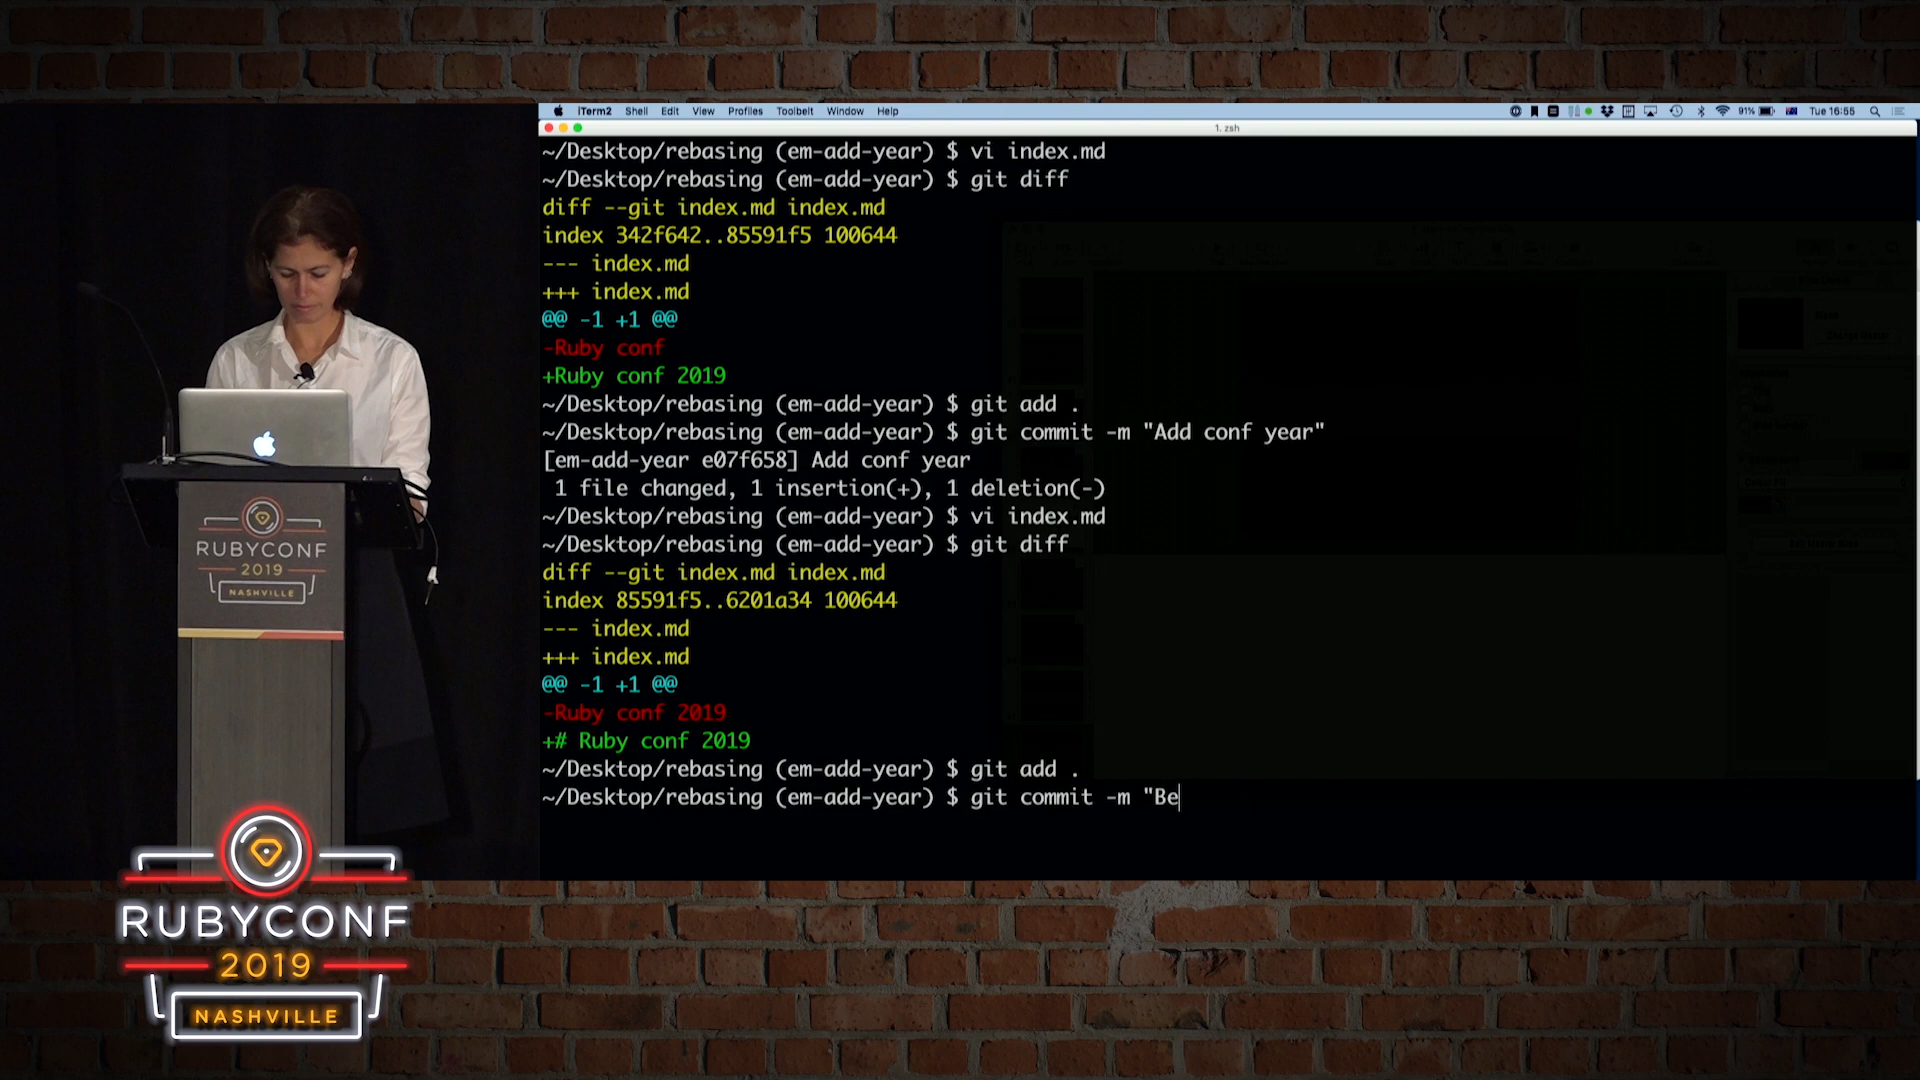 iTerm2 Shell Edit View Profiles Toolbelt Window Help
91% Tue 16:55
1. zsh
~/Desktop/rebasing (em-add-year) $ vi index.md
~/Desktop/rebasing (em-add-year) $ git diff
diff --git index.md index.md
index 342f642..85591f5 100644
--- index.md
+++ index.md
@@ -1 +1 @@
-Ruby conf
+Ruby conf 2019
~/Desktop/rebasing (em-add-year) $ git add .
~/Desktop/rebasing (em-add-year) $ git commit -m "Add conf year"
[em-add-year e07f658] Add conf year
1 file changed, 1 insertion(+), 1 deletion(-)
~/Desktop/rebasing (em-add-year) $ vi index.md
~/Desktop/rebasing (em-add-year) $ git diff
diff --git index.md index.md
index 85591f5..6201a34 100644
--- index.md
+++ index.md
@@ -1 +1 @@
-Ruby conf 2019
+# Ruby conf 2019
~/Desktop/rebasing (em-add-year) $ git add .
~/Desktop/rebasing (em-add-year) $ git commit -m "Be
RUBYCONF
2019
NASHVILLE
RUBYCONF
2019
NASHVILLE